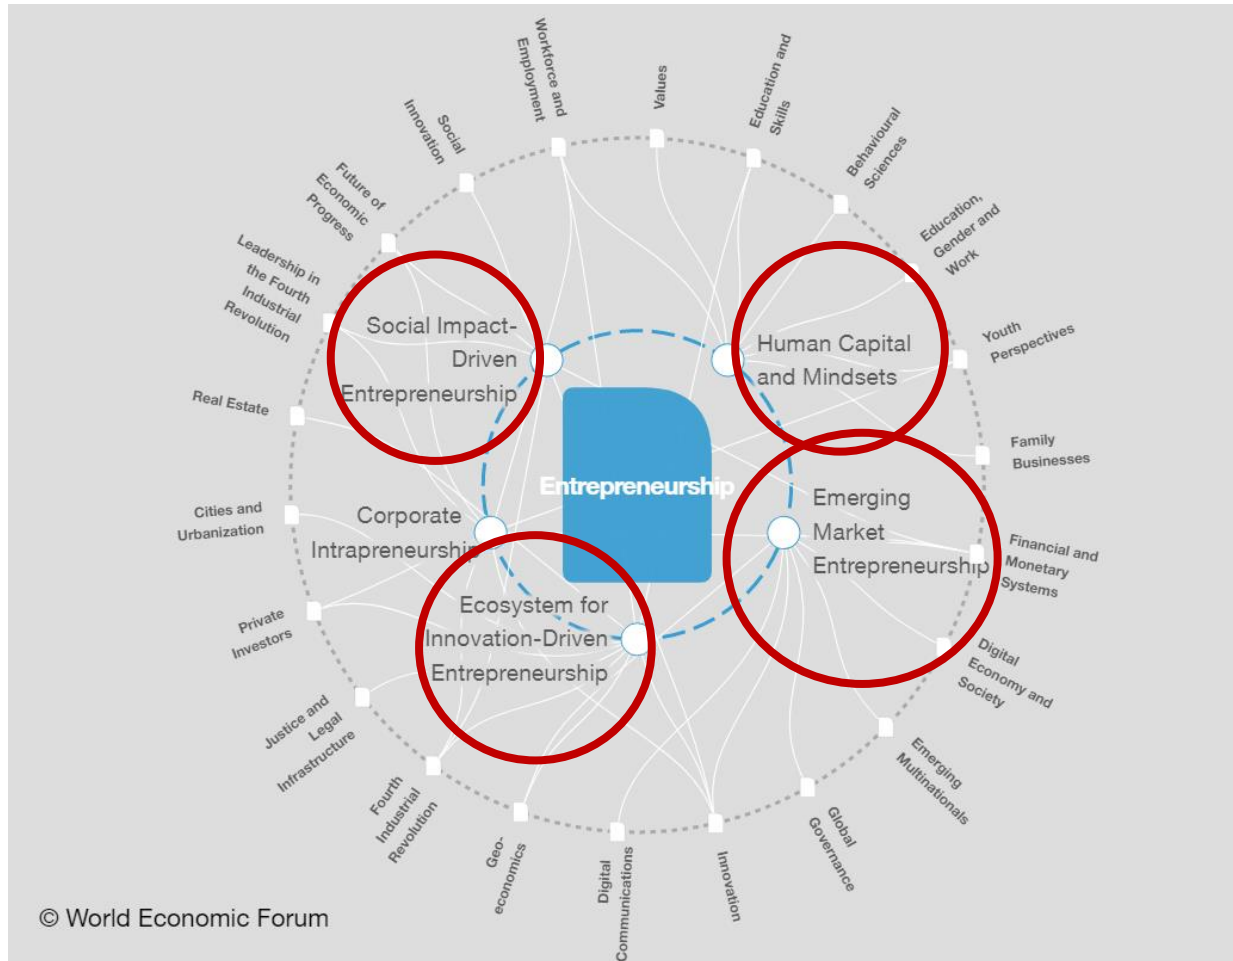 Workforce and
Employment
Values
Education and
Skills
Behavioural
Sciences
Education,
Gender and
Work
Youth
Perspectives
Family
Businesses
Financial and
Monetary
Systems
Digital
Economy and
Society
Emerging
Multinationals
Global
Governance
Innovation
Digital
Communications
Geo-
economics
Fourth
Industrial
Revolution
Justice and
Legal
Infrastructure
Private
Investors
Cities and
Urbanization
Real Estate
Leadership in
the Fourth
Industrial
Revolution
Future of
Economic
Progress
Social
Innovation
Social Impact-
Driven
Entrepreneurship
Human Capital
and Mindsets
Entrepreneurship
Emerging
Market
Entrepreneurship
Corporate
Intrapreneurship
Ecosystem for
Innovation-Driven
Entrepreneurship
© World Economic Forum